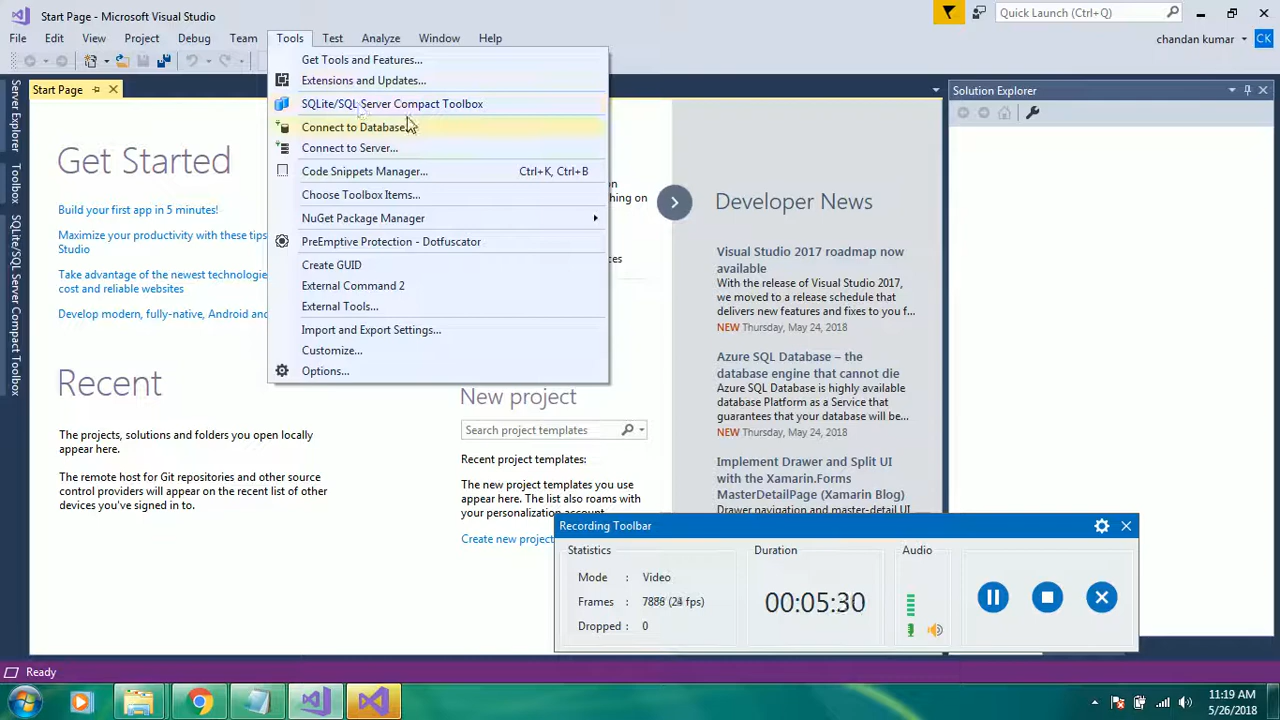 Start Page - Microsoft Visual Studio
Quick Launch (Ctrl+Q)
File Edit View Project Debug Team Tools Test Analyze Window Help
chandan kumar CK
Server Explorer
Toolbox
SQLite/SQL Server Compact Toolbox
Start Page
Get Started
Build your first app in 5 minutes!
Maximize your productivity with these tips
Studio
Take advantage of the newest technologie
cost and reliable websites
Develop modern, fully-native, Android and
Recent
The projects, solutions and folders you open locally
appear here.
The remote host for Git repositories and other source
control providers will appear on the recent list of other
devices you've signed in to.
Get Tools and Features...
Extensions and Updates...
SQLite/SQL Server Compact Toolbox
Connect to Database...
Connect to Server...
Code Snippets Manager... Ctrl+K, Ctrl+B
Choose Toolbox Items...
NuGet Package Manager
PreEmptive Protection - Dotfuscator
Create GUID
External Command 2
External Tools...
Import and Export Settings...
Customize...
Options...
on
hing on
ces
New project
Search project templates
Recent project templates:
The new project templates you use
appear here. The list also roams with
your personalization account.
Create new project
Developer News
Visual Studio 2017 roadmap now
available
With the release of Visual Studio 2017,
we moved to a release schedule that
delivers new features and fixes to you f...
NEW Thursday, May 24, 2018
Azure SQL Database – the
database engine that cannot die
Azure SQL Database is highly available
database Platform as a Service that
guarantees that your database will be...
NEW Thursday, May 24, 2018
Implement Drawer and Split UI
with the Xamarin.Forms
MasterDetailPage (Xamarin Blog)
Drawer navigation and master-detail UI
Solution Explorer
Recording Toolbar
Statistics
Mode : Video
Frames : (24 fps)
Dropped : 0
Duration
00:05:30
Audio
Ready
11:19 AM
5/26/2018